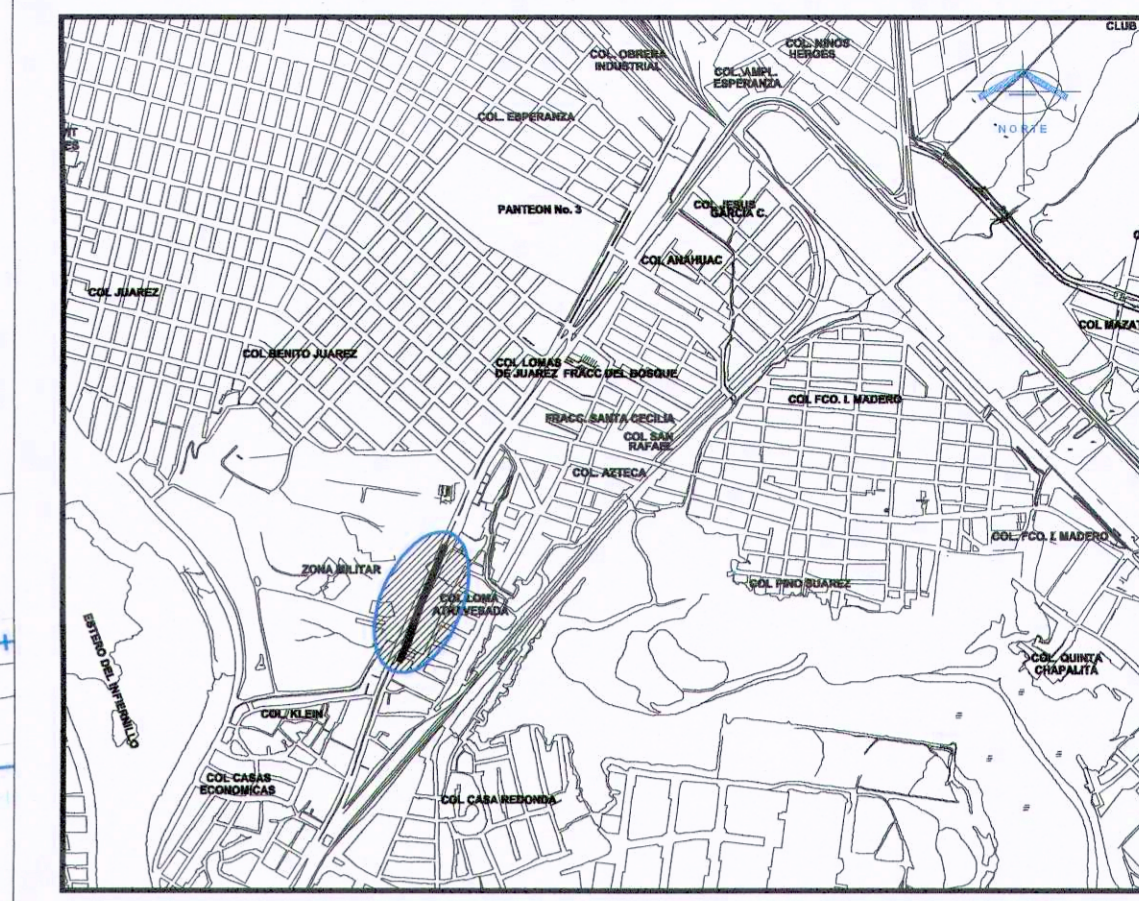 CLUB
COL. OBRERA
INDUSTRIAL
COL. NIÑOS
HEROES
COL. AMPL.
ESPERANZA
NORTE
COL. ESPERANZA
PANTEON No. 3
COL JESUS
GARCIA C.
COL ANAHUAC
COL JUAREZ
COL BENITO JUAREZ
COL LOMAS
DE JUAREZ
FRACC DEL BOSQUE
COL FCO. I. MADERO
FRACC. SANTA CECILIA
COL SAN
RAFAEL
COL. AZTECA
COL. FCO. I. MADERO
ZONA MILITAR
COL PINO SUAREZ
COL LOMA
ATRAVESADA
ESTERO DEL INFIERNILLO
COL. QUINTA
CHAPALITA
COL. KLEIN
COL CASAS
ECONOMICAS
COL CASA REDONDA